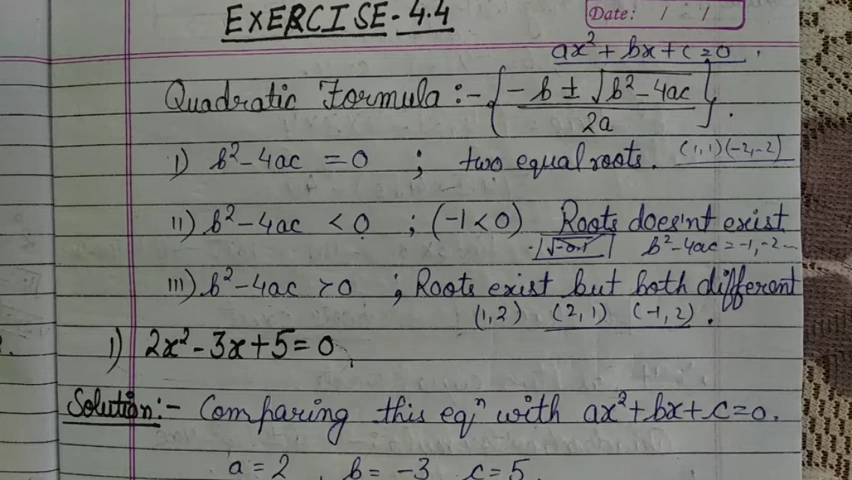 EXERCISE-4.4
Date: / /
ax²+bx+c=0.
Quadratic Formula:- {-b ± √b²-4ac / 2a}.
i) b²-4ac = 0 ; two equal roots. (1,1)(-2,-2)
ii) b²-4ac < 0 ; (-1<0) Roots does'nt exist
b²-4ac=-1,-2--
iii) b²-4ac >0 ; Roots exist but both different
(1,2) (2,1) (-1,2).
1) 2x²-3x+5=0
Solution:- Comparing this eqⁿ with ax²+bx+c=0.
a=2, b=-3 c=5.